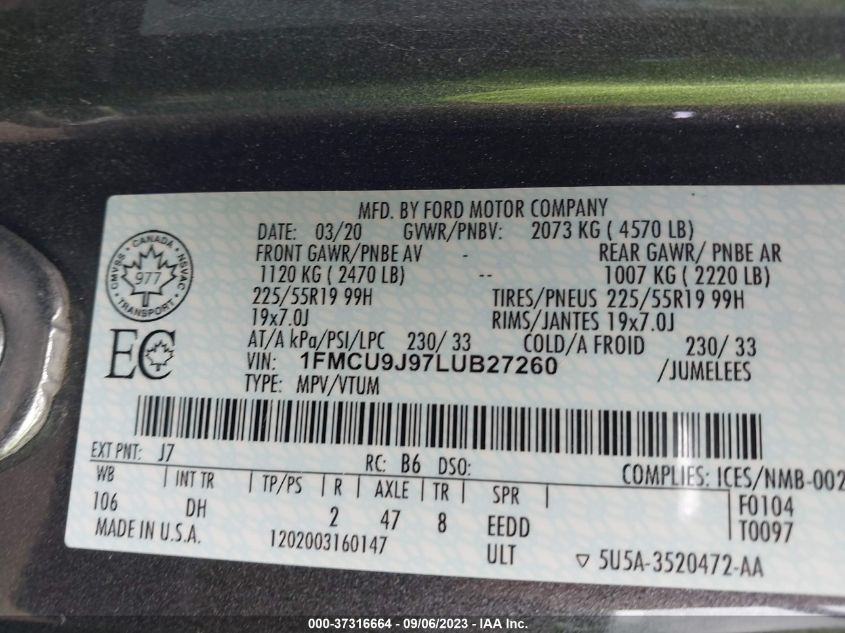 MFD. BY FORD MOTOR COMPANY
DATE: 03/20 GVWR/PNBV: 2073 KG ( 4570 LB)
FRONT GAWR/PNBE AV - REAR GAWR/ PNBE AR
1120 KG ( 2470 LB) -- 1007 KG ( 2220 LB)
225/55R19 99H TIRES/PNEUS 225/55R19 99H
19x7.0J RIMS/JANTES 19x7.0J
AT/A kPa/PSI/LPC 230/ 33 COLD/A FROID 230/ 33
VIN: 1FMCU9J97LUB27260 /JUMELEES
TYPE: MPV/VTUM
CANADA
CMVSS NSVAC
977
TRANSPORT
EC
EXT PNT: J7 RC: B6 DSO: COMPLIES: ICES/NMB-002
WB INT TR TP/PS R AXLE TR SPR F0104
106 DH 2 47 8 EEDD T0097
MADE IN U.S.A. 1202003160147 ULT ▽ 5U5A-3520472-AA
000-37316664 - 09/06/2023 - IAA Inc.